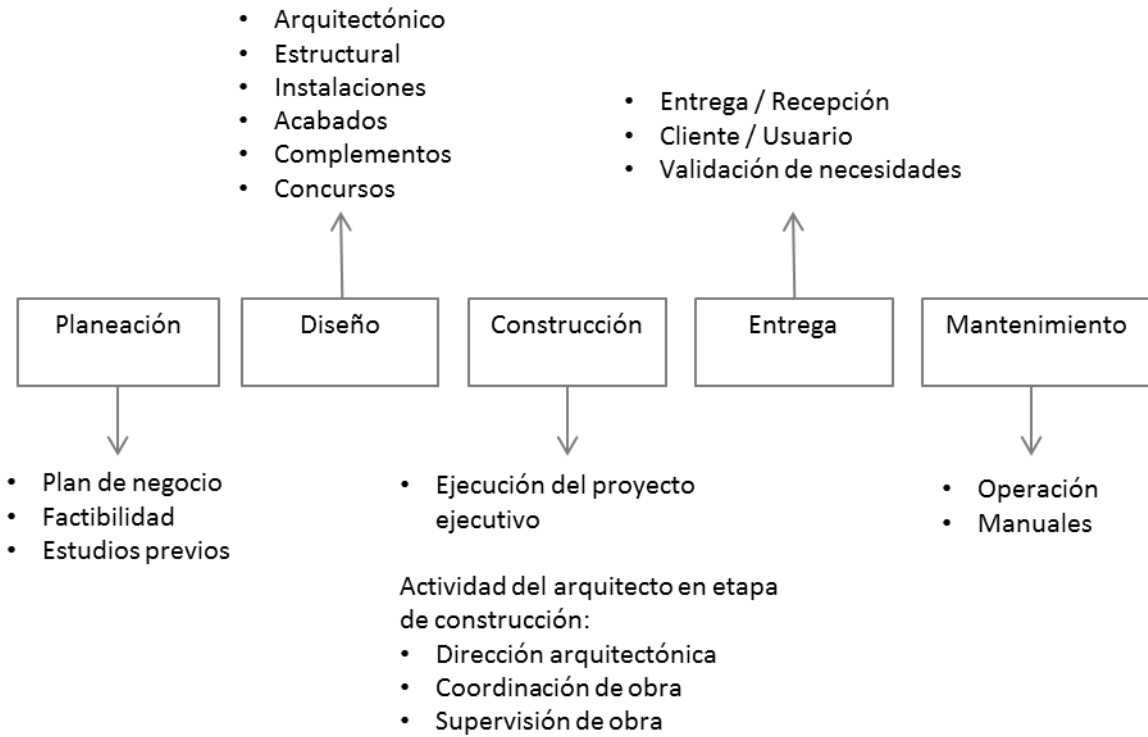 • Arquitectónico
• Estructural
• Instalaciones
• Acabados
• Complementos
• Concursos
• Entrega / Recepción
• Cliente / Usuario
• Validación de necesidades
Planeación
Diseño
Construcción
Entrega
Mantenimiento
• Plan de negocio
• Factibilidad
• Estudios previos
• Ejecución del proyecto
ejecutivo
Actividad del arquitecto en etapa
de construcción:
• Dirección arquitectónica
• Coordinación de obra
• Supervisión de obra
• Operación
• Manuales